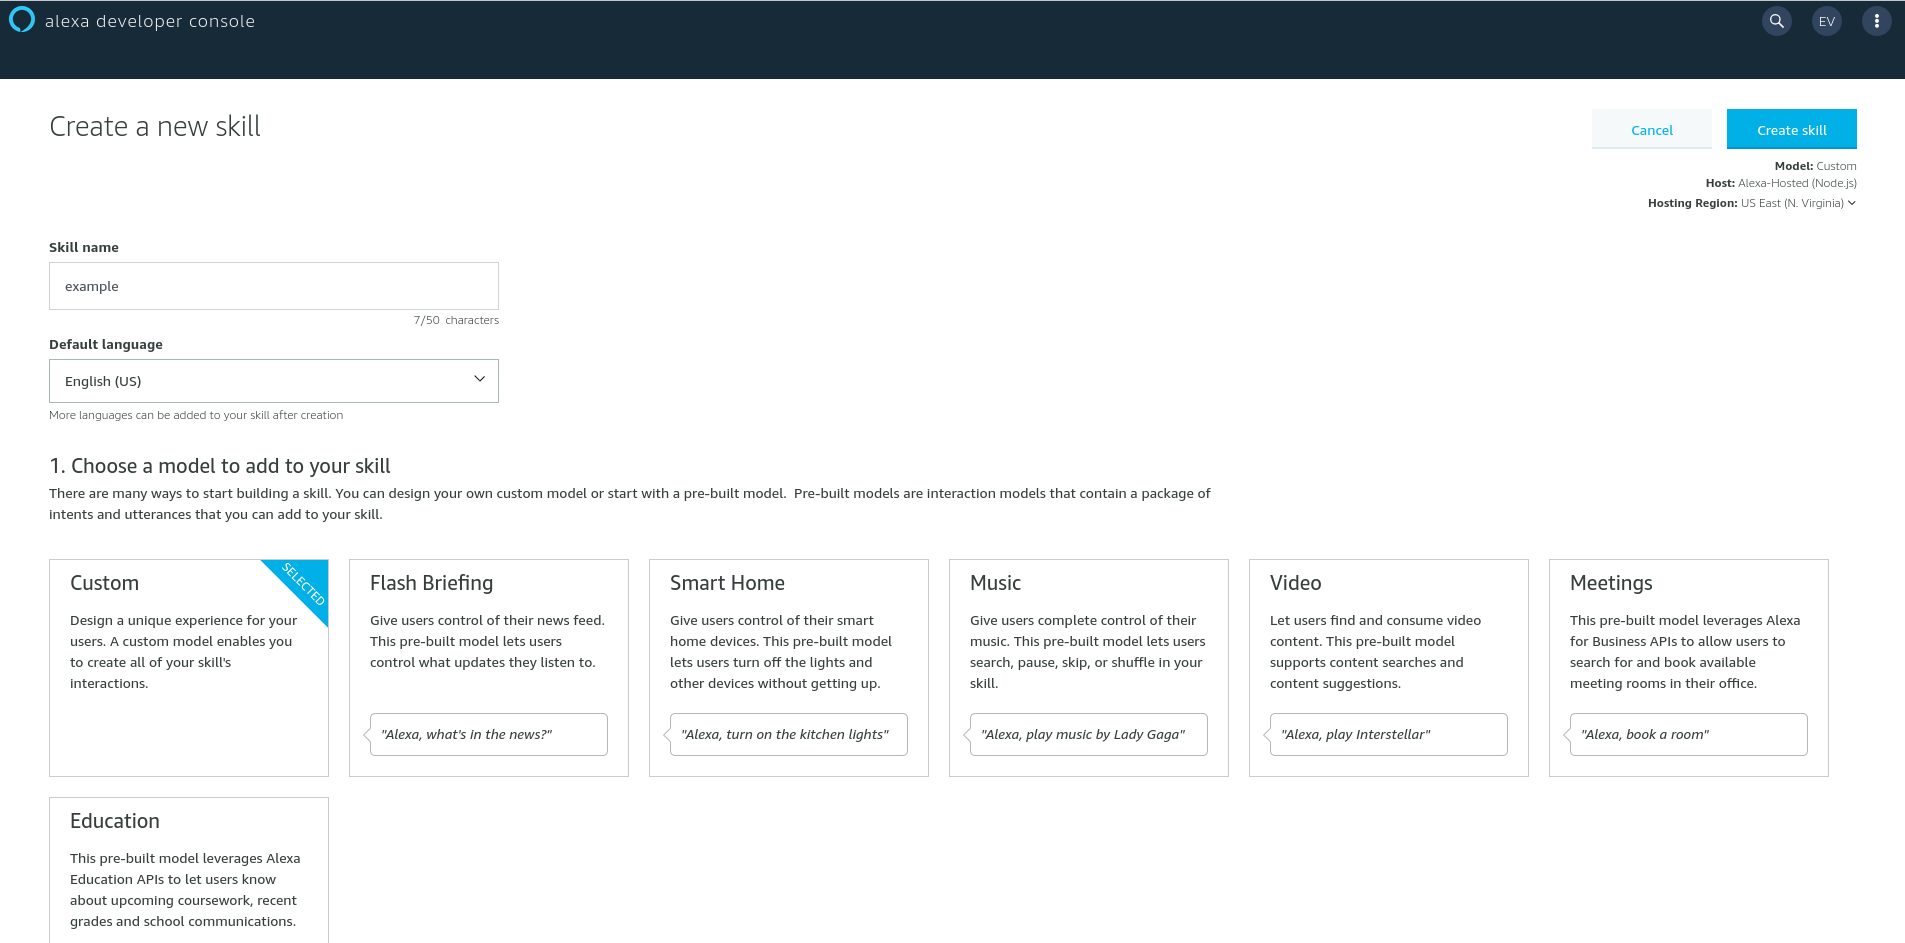 alexa developer console
EV
Create a new skill
Cancel
Create skill
Model: Custom
Host: Alexa-Hosted (Node.js)
Hosting Region: US East (N. Virginia)
Skill name
example
7/50 characters
Default language
English (US)
More languages can be added to your skill after creation
1. Choose a model to add to your skill
There are many ways to start building a skill. You can design your own custom model or start with a pre-built model. Pre-built models are interaction models that contain a package of
intents and utterances that you can add to your skill.
Custom
SELECTED
Design a unique experience for your
users. A custom model enables you
to create all of your skill's
interactions.
Flash Briefing
Give users control of their news feed.
This pre-built model lets users
control what updates they listen to.
"Alexa, what's in the news?"
Smart Home
Give users control of their smart
home devices. This pre-built model
lets users turn off the lights and
other devices without getting up.
"Alexa, turn on the kitchen lights"
Music
Give users complete control of their
music. This pre-built model lets users
search, pause, skip, or shuffle in your
skill.
"Alexa, play music by Lady Gaga"
Video
Let users find and consume video
content. This pre-built model
supports content searches and
content suggestions.
"Alexa, play Interstellar"
Meetings
This pre-built model leverages Alexa
for Business APIs to allow users to
search for and book available
meeting rooms in their office.
"Alexa, book a room"
Education
This pre-built model leverages Alexa
Education APIs to let users know
about upcoming coursework, recent
grades and school communications.